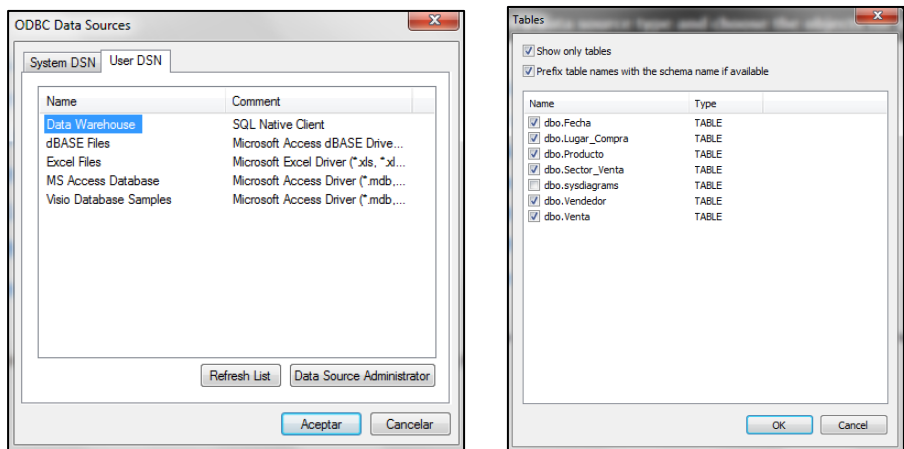 ODBC Data Sources
System DSN User DSN
Name Comment
Data Warehouse SQL Native Client
dBASE Files Microsoft Access dBASE Drive...
Excel Files Microsoft Excel Driver (*.xls, *.xl...
MS Access Database Microsoft Access Driver (*.mdb,...
Visio Database Samples Microsoft Access Driver (*.mdb,...
Refresh List Data Source Administrator
Aceptar Cancelar
Tables
Show only tables
Prefix table names with the schema name if available
Name Type
dbo.Fecha TABLE
dbo.Lugar_Compra TABLE
dbo.Producto TABLE
dbo.Sector_Venta TABLE
dbo.sysdiagrams TABLE
dbo.Vendedor TABLE
dbo.Venta TABLE
OK Cancel